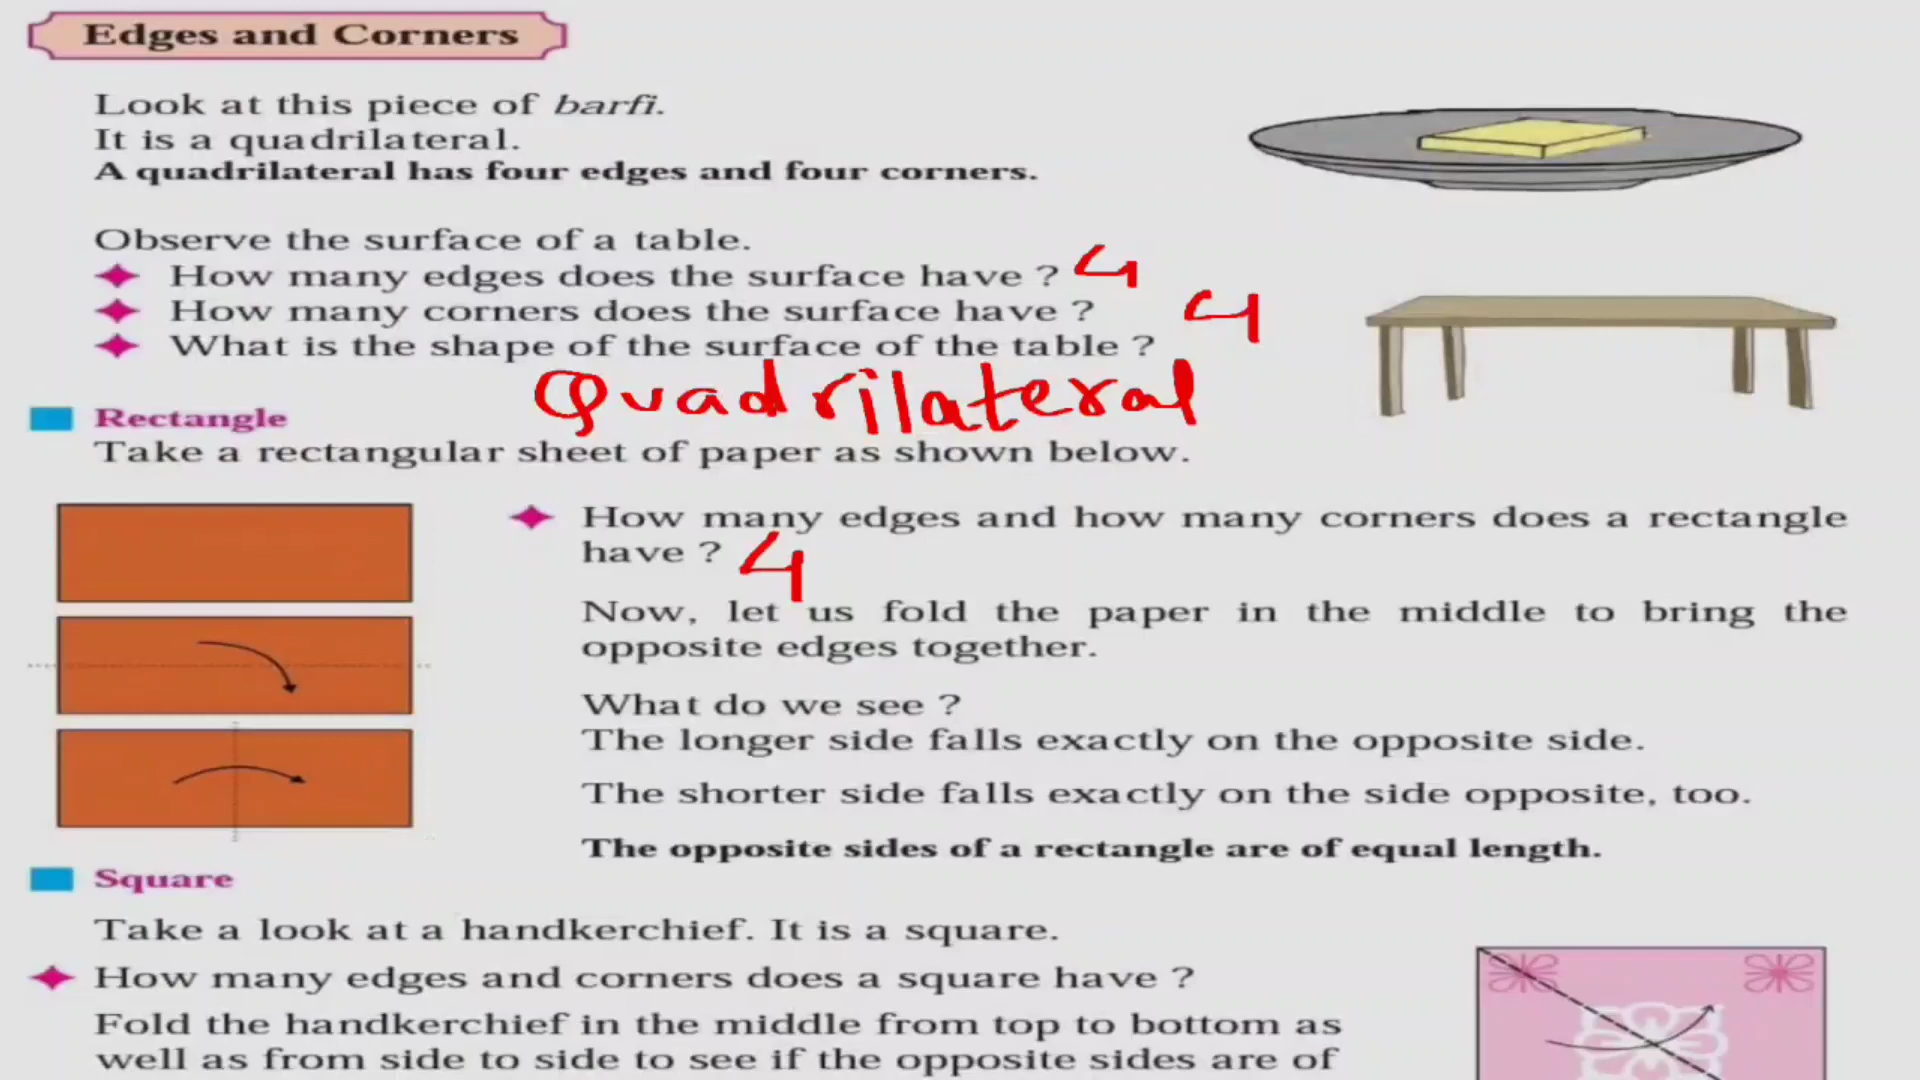 Edges and Corners
Look at this piece of barfi.
It is a quadrilateral.
A quadrilateral has four edges and four corners.
Observe the surface of a table.
How many edges does the surface have ? 4
How many corners does the surface have ? 4
What is the shape of the surface of the table ?
Quadrilateral
Rectangle
Take a rectangular sheet of paper as shown below.
How many edges and how many corners does a rectangle
have ? 4
Now, let us fold the paper in the middle to bring the
opposite edges together.
What do we see ?
The longer side falls exactly on the opposite side.
The shorter side falls exactly on the side opposite, too.
The opposite sides of a rectangle are of equal length.
Square
Take a look at a handkerchief. It is a square.
How many edges and corners does a square have ?
Fold the handkerchief in the middle from top to bottom as
well as from side to side to see if the opposite sides are of